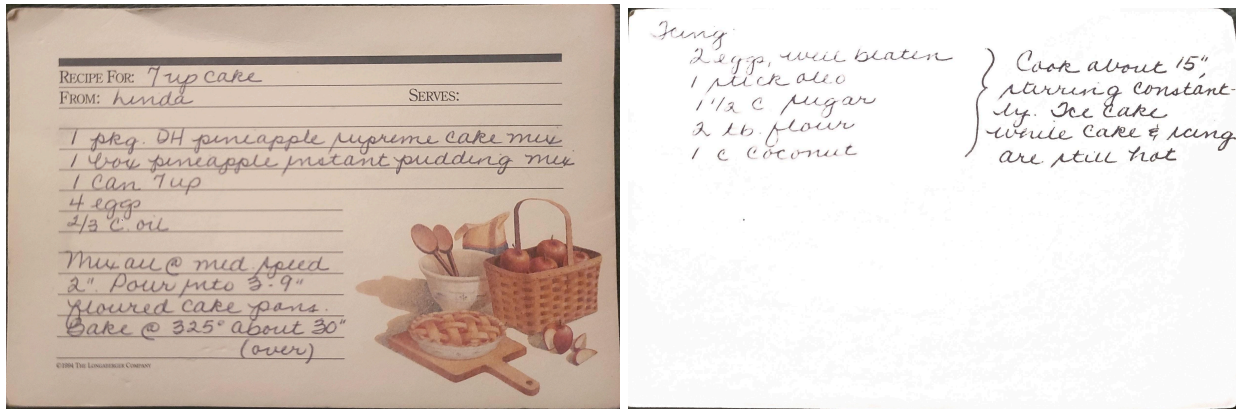 RECIPE FOR: 7 up cake
FROM: Linda SERVES:
1 pkg. DH pineapple supreme cake mix
1 box pineapple instant pudding mix
1 can 7 up
4 eggs
2/3 c. oil
Mix all @ med. speed
2". Pour into 3-9"
floured cake pans.
Bake @ 325° about 30"
(over)
©1994 THE LONGABERGER COMPANY
Icing
2 eggs, well beaten
1 stick oleo
1 1/2 c sugar
2 tb. flour
1 c coconut
Cook about 15",
stirring constant-
ly. Ice cake
while cake & icing
are still hot